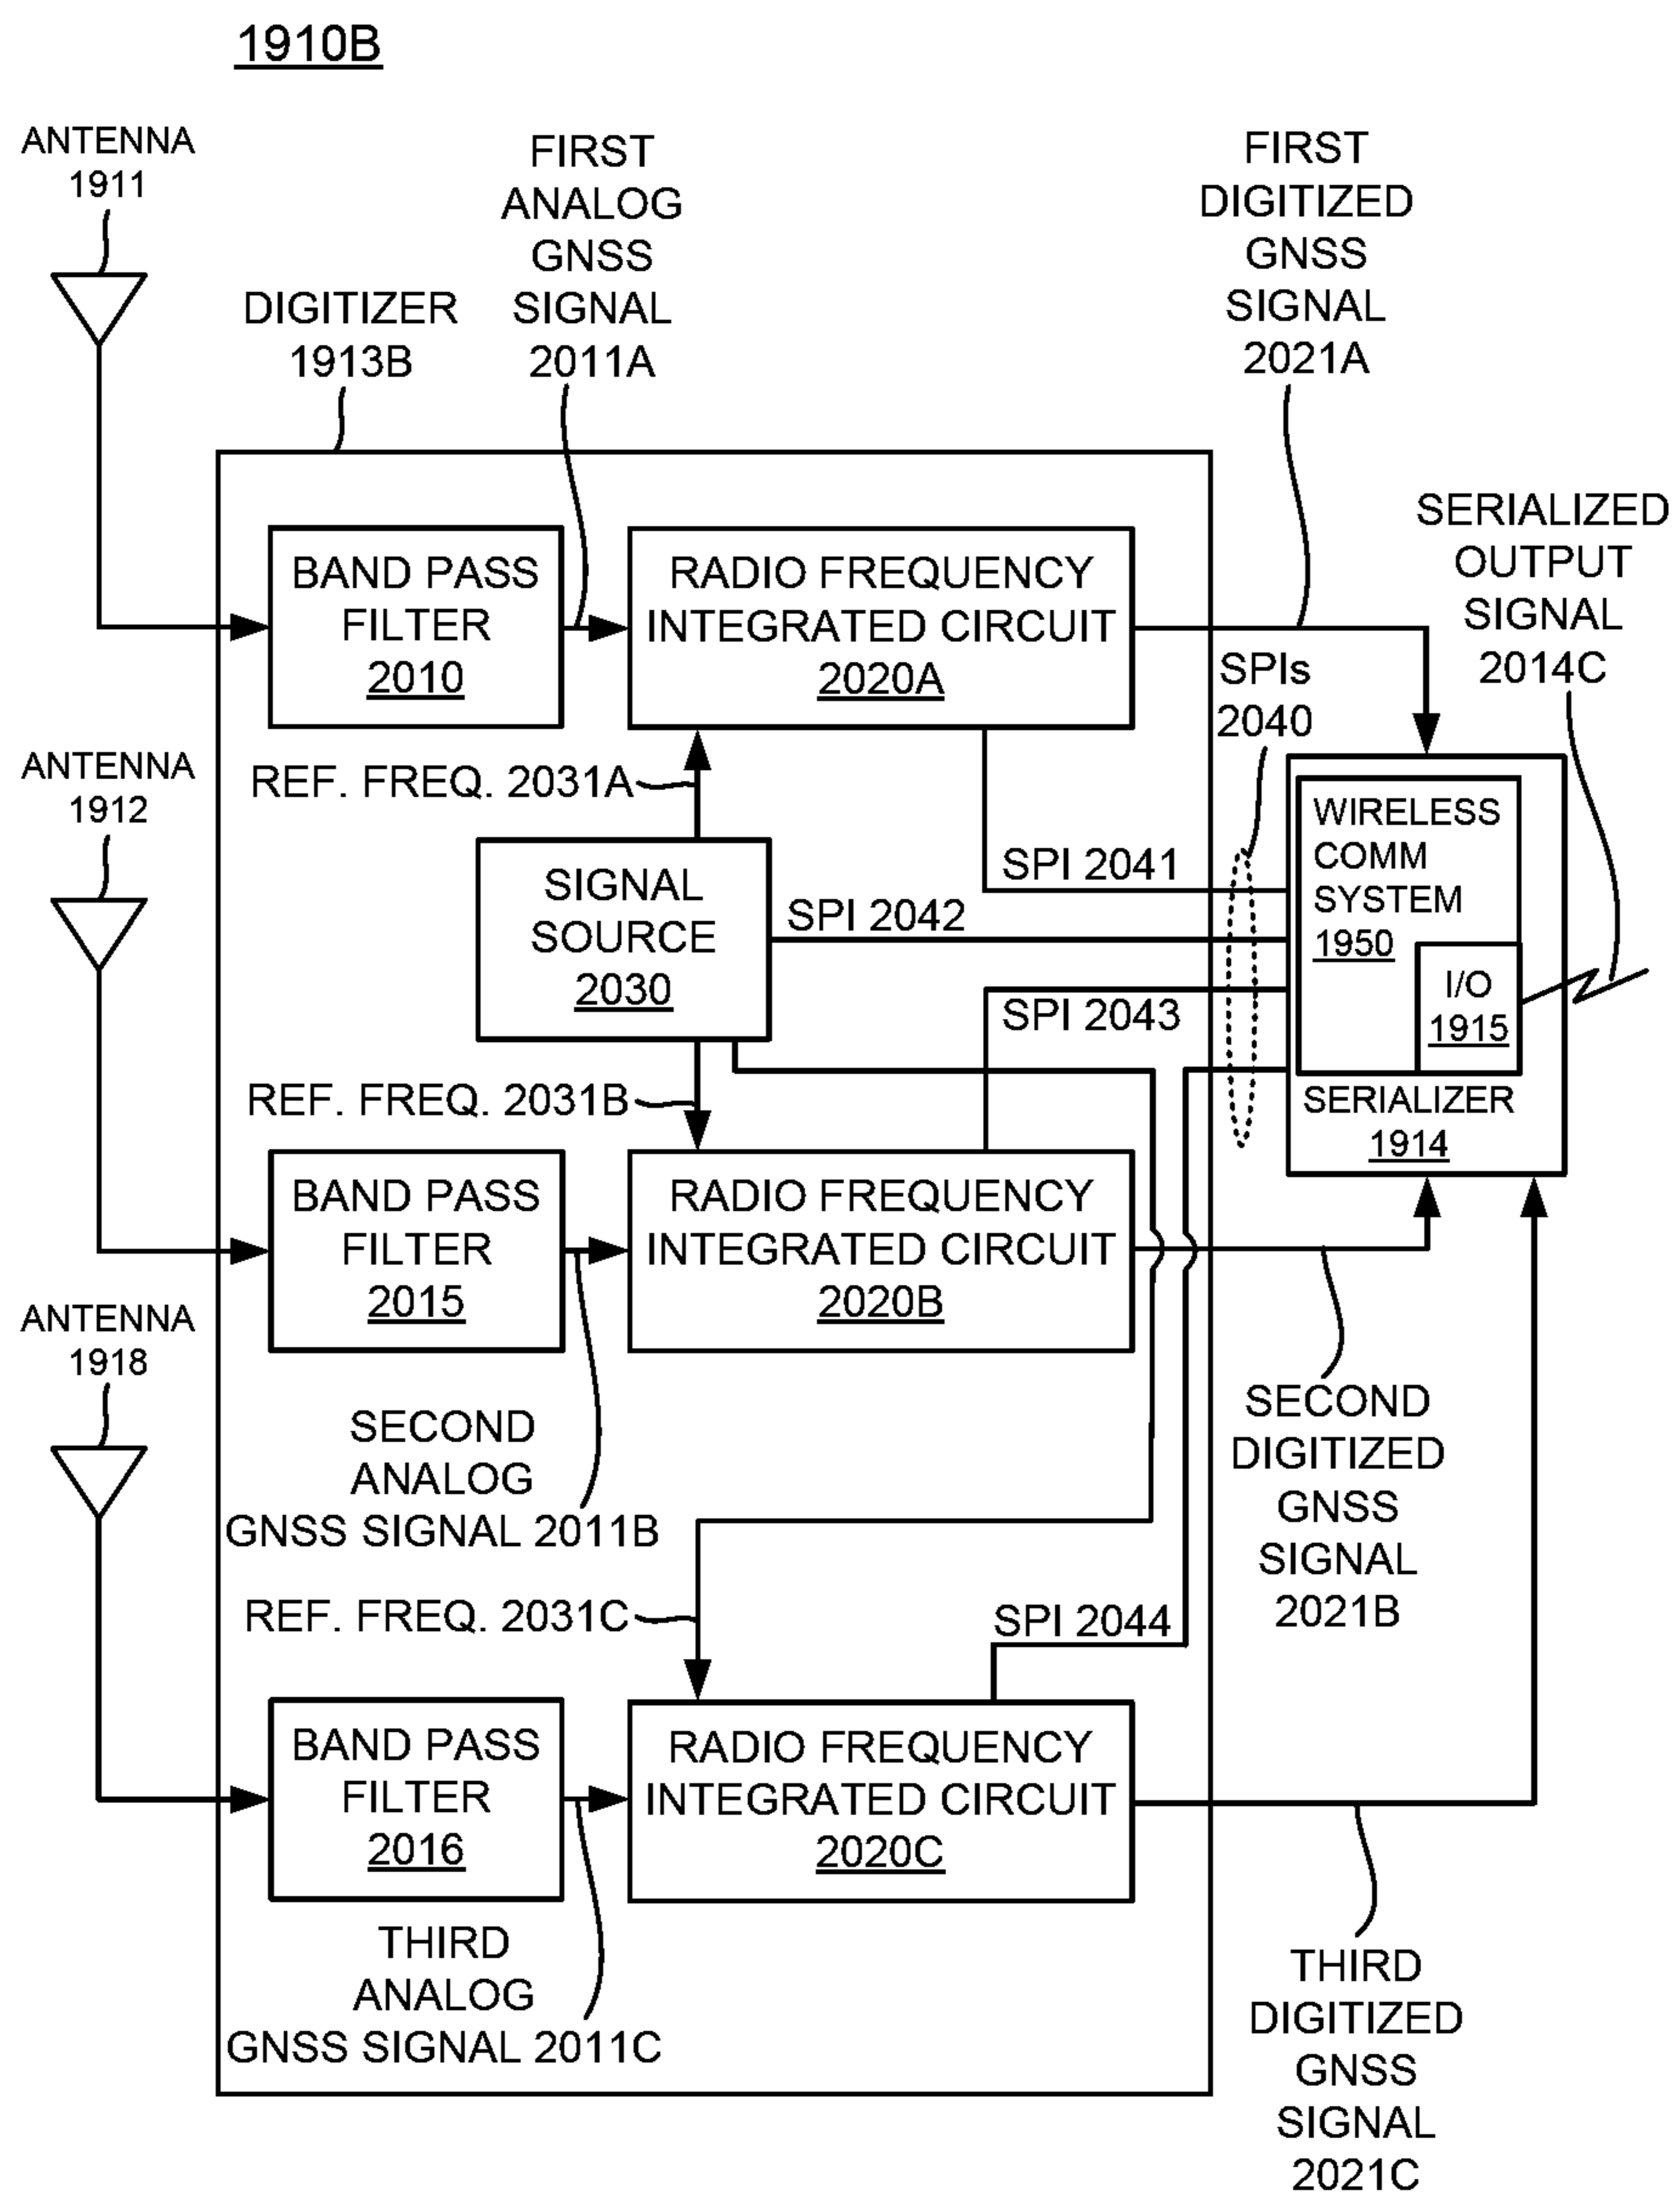 1910B
ANTENNA
1911
FIRST
ANALOG
GNSS
SIGNAL
2011A
FIRST
DIGITIZED
GNSS
SIGNAL
2021A
DIGITIZER
1913B
SERIALIZED
OUTPUT
SIGNAL
2014C
BAND PASS
FILTER
2010
RADIO FREQUENCY
INTEGRATED CIRCUIT
2020A
SPIs
2040
ANTENNA
1912
REF. FREQ. 2031A
SIGNAL
SOURCE
2030
SPI 2041
SPI 2042
SPI 2043
WIRELESS
COMM
SYSTEM
1950
I/O
1915
SERIALIZER
1914
REF. FREQ. 2031B
BAND PASS
FILTER
2015
RADIO FREQUENCY
INTEGRATED CIRCUIT
2020B
ANTENNA
1918
SECOND
ANALOG
GNSS SIGNAL 2011B
SECOND
DIGITIZED
GNSS
SIGNAL
2021B
REF. FREQ. 2031C
SPI 2044
BAND PASS
FILTER
2016
RADIO FREQUENCY
INTEGRATED CIRCUIT
2020C
THIRD
ANALOG
GNSS SIGNAL 2011C
THIRD
DIGITIZED
GNSS
SIGNAL
2021C